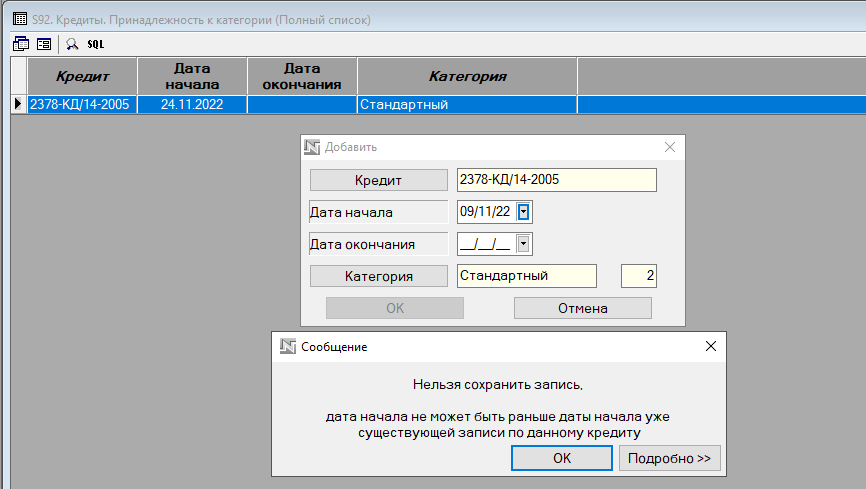 S92. Кредиты. Принадлежность к категории (Полный список)
SQL
Кредит Дата начала Дата окончания Категория
2378-КД/14-2005 24.11.2022 Стандартный
Добавить
Кредит 2378-КД/14-2005
Дата начала 09/11/22
Дата окончания __/__/__
Категория Стандартный 2
OK Отмена
Сообщение
Нельзя сохранить запись,
дата начала не может быть раньше даты начала уже
существующей записи по данному кредиту
OK Подробно >>